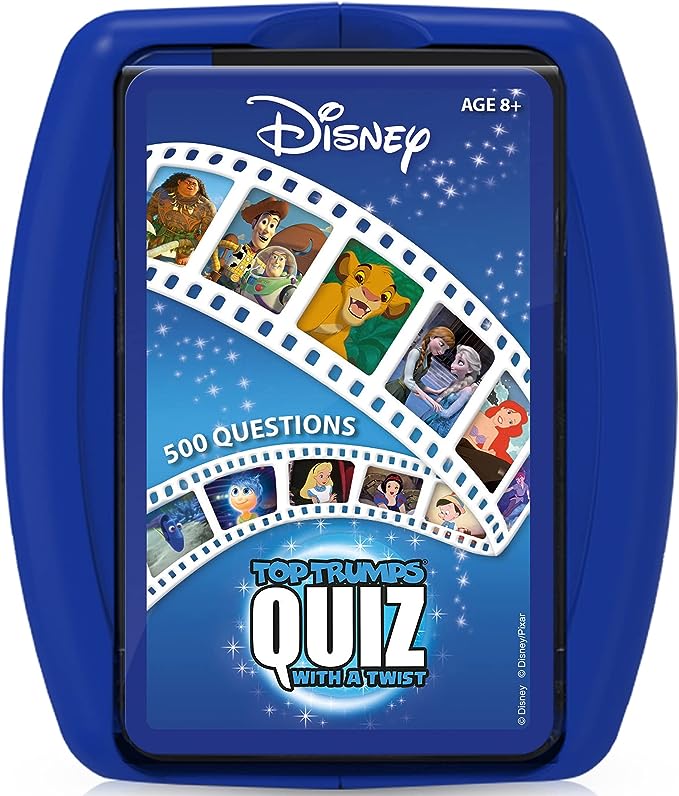 AGE 8+
Disney
500 QUESTIONS
TOP TRUMPS®
QUIZ
WITH A TWIST
© Disney © Disney/Pixar